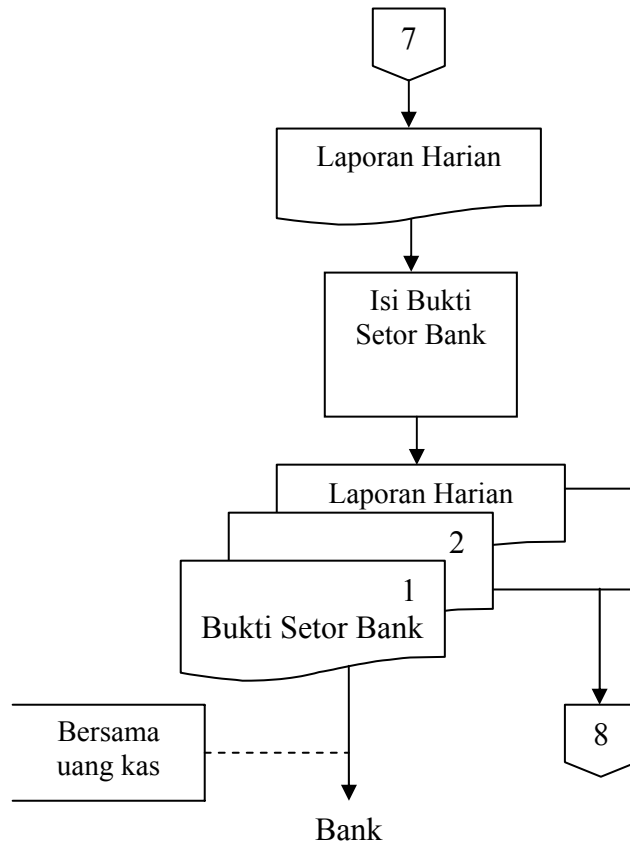 7
Laporan Harian
Isi Bukti
Setor Bank
Laporan Harian
2
1
Bukti Setor Bank
Bersama
uang kas
8
Bank